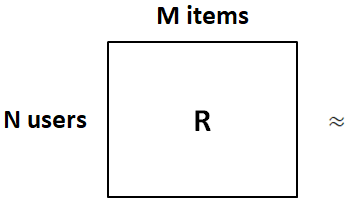 M items
N users
R
≈